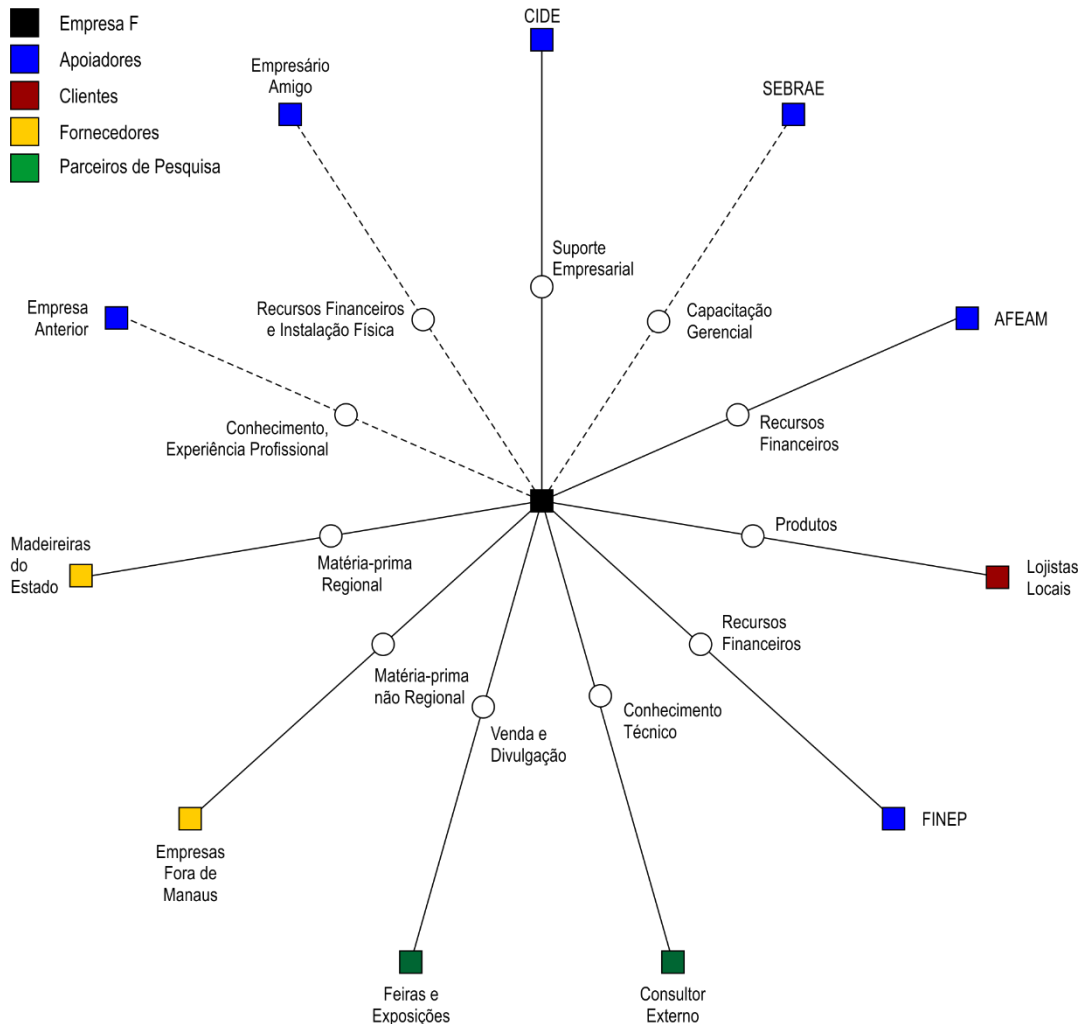 Empresa F
Apoiadores
Clientes
Fornecedores
Parceiros de Pesquisa
CIDE
Empresário
Amigo
SEBRAE
Suporte
Empresarial
Empresa
Anterior
Recursos Financeiros
e Instalação Física
Capacitação
Gerencial
AFEAM
Conhecimento,
Experiência Profissional
Recursos
Financeiros
Madeireiras
do
Estado
Matéria-prima
Regional
Produtos
Lojistas
Locais
Matéria-prima
não Regional
Recursos
Financeiros
Venda e
Divulgação
Conhecimento
Técnico
Empresas
Fora de
Manaus
FINEP
Feiras e
Exposições
Consultor
Externo